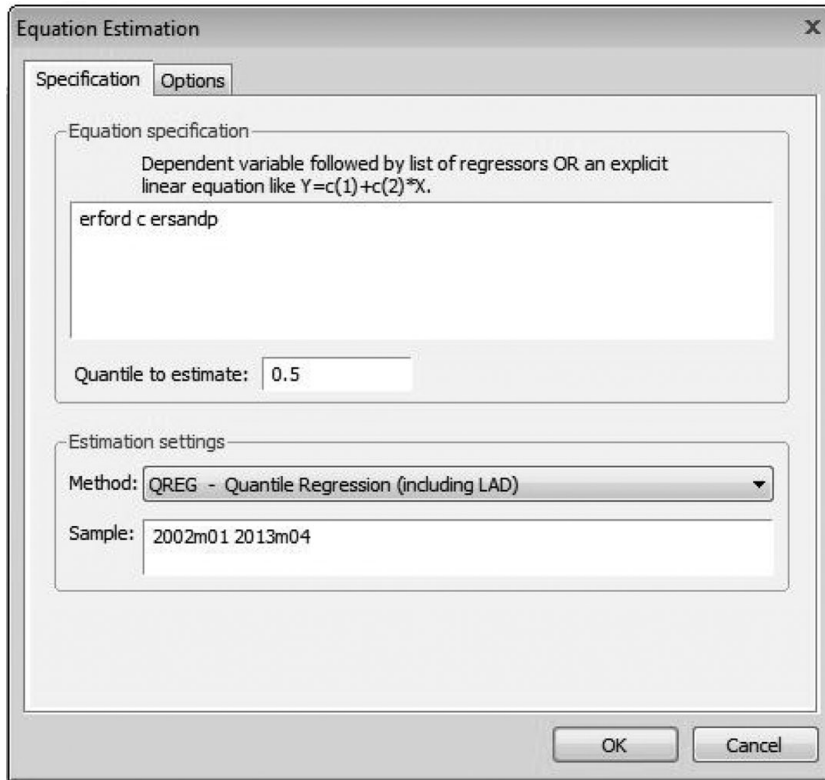 Equation Estimation
Specification Options
Equation specification
Dependent variable followed by list of regressors OR an explicit
linear equation like Y=c(1)+c(2)*X.
erford c ersandp
Quantile to estimate: 0.5
Estimation settings
Method: QREG - Quantile Regression (including LAD)
Sample: 2002m01 2013m04
OK Cancel